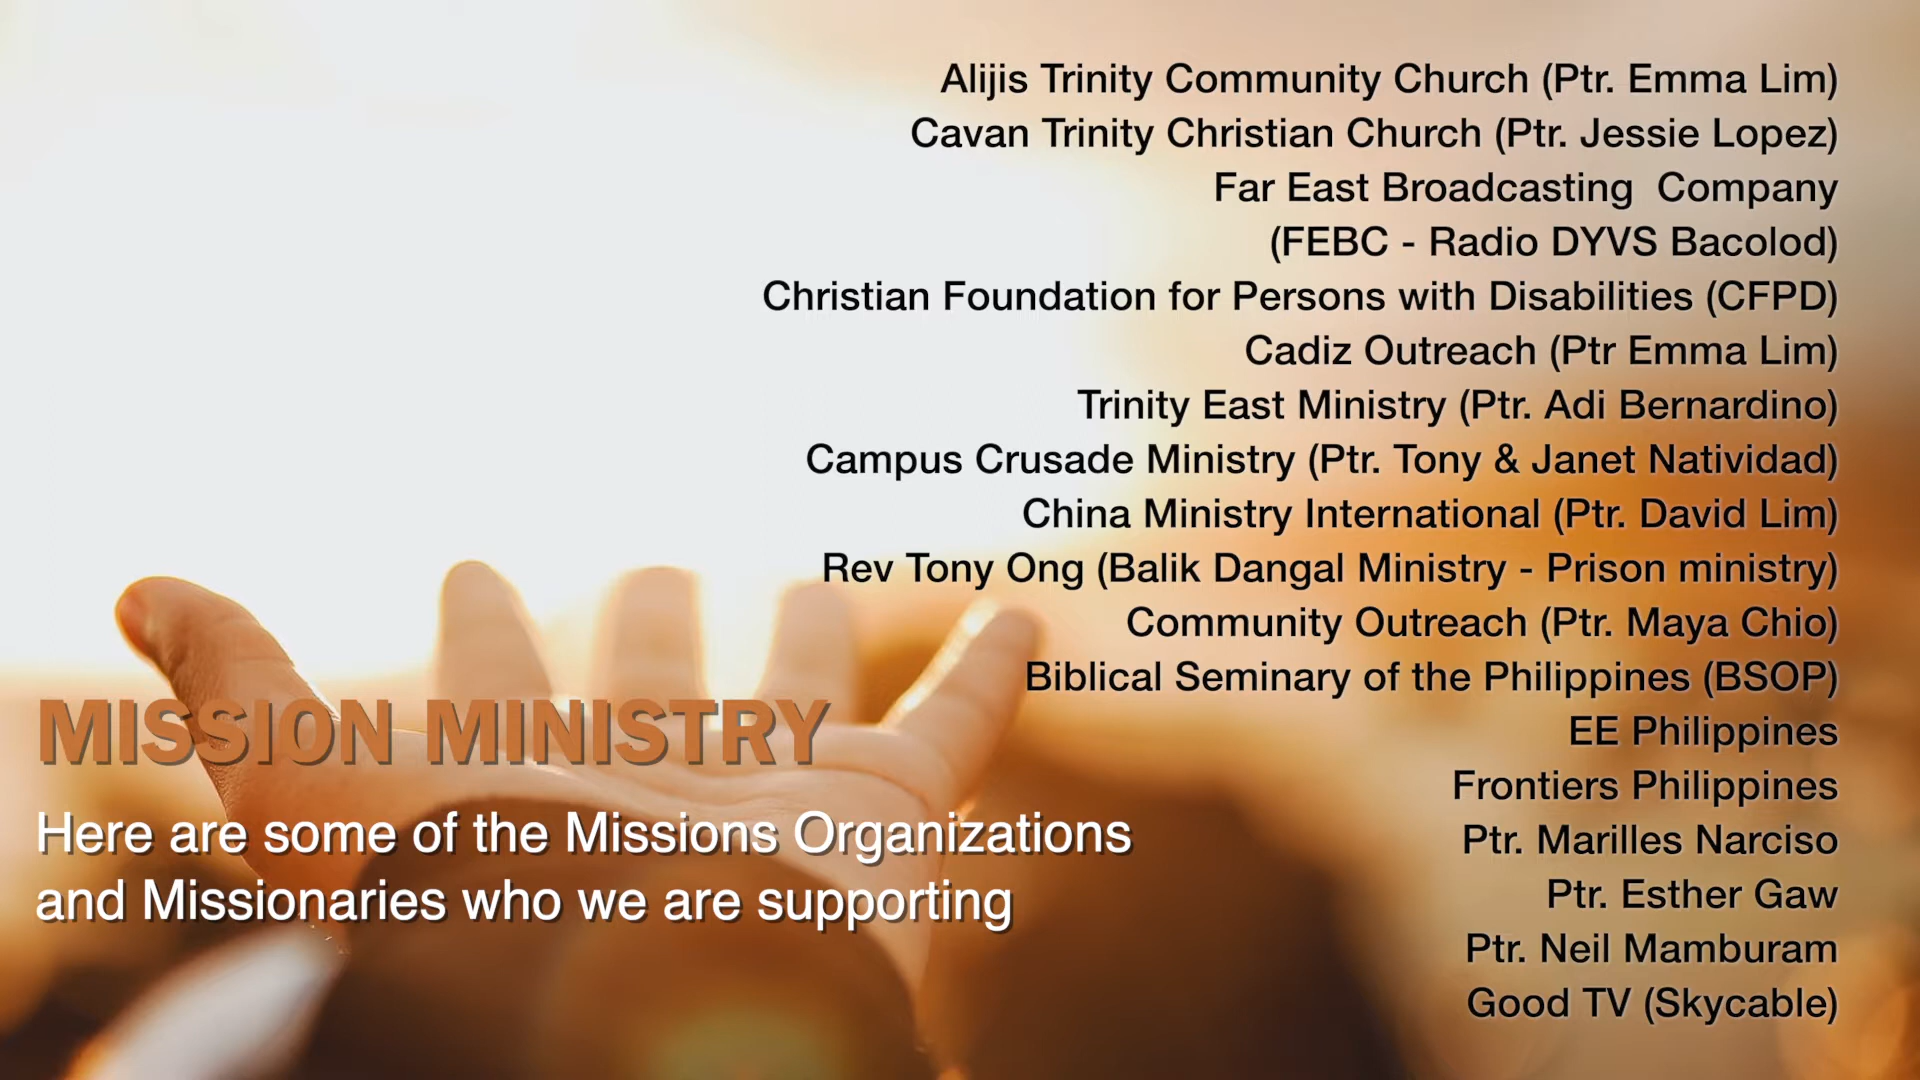 Alijis Trinity Community Church (Ptr. Emma Lim)
Cavan Trinity Christian Church (Ptr. Jessie Lopez)
Far East Broadcasting  Company
(FEBC - Radio DYVS Bacolod)
Christian Foundation for Persons with Disabilities (CFPD)
Cadiz Outreach (Ptr Emma Lim)
Trinity East Ministry (Ptr. Adi Bernardino)
Campus Crusade Ministry (Ptr. Tony & Janet Natividad)
China Ministry International (Ptr. David Lim)
Rev Tony Ong (Balik Dangal Ministry - Prison ministry)
Community Outreach (Ptr. Maya Chio)
Biblical Seminary of the Philippines (BSOP)
EE Philippines
Frontiers Philippines
Ptr. Marilles Narciso
Ptr. Esther Gaw
Ptr. Neil Mamburam
Good TV (Skycable)
MISSION MINISTRY
Here are some of the Missions Organizations
and Missionaries who we are supporting